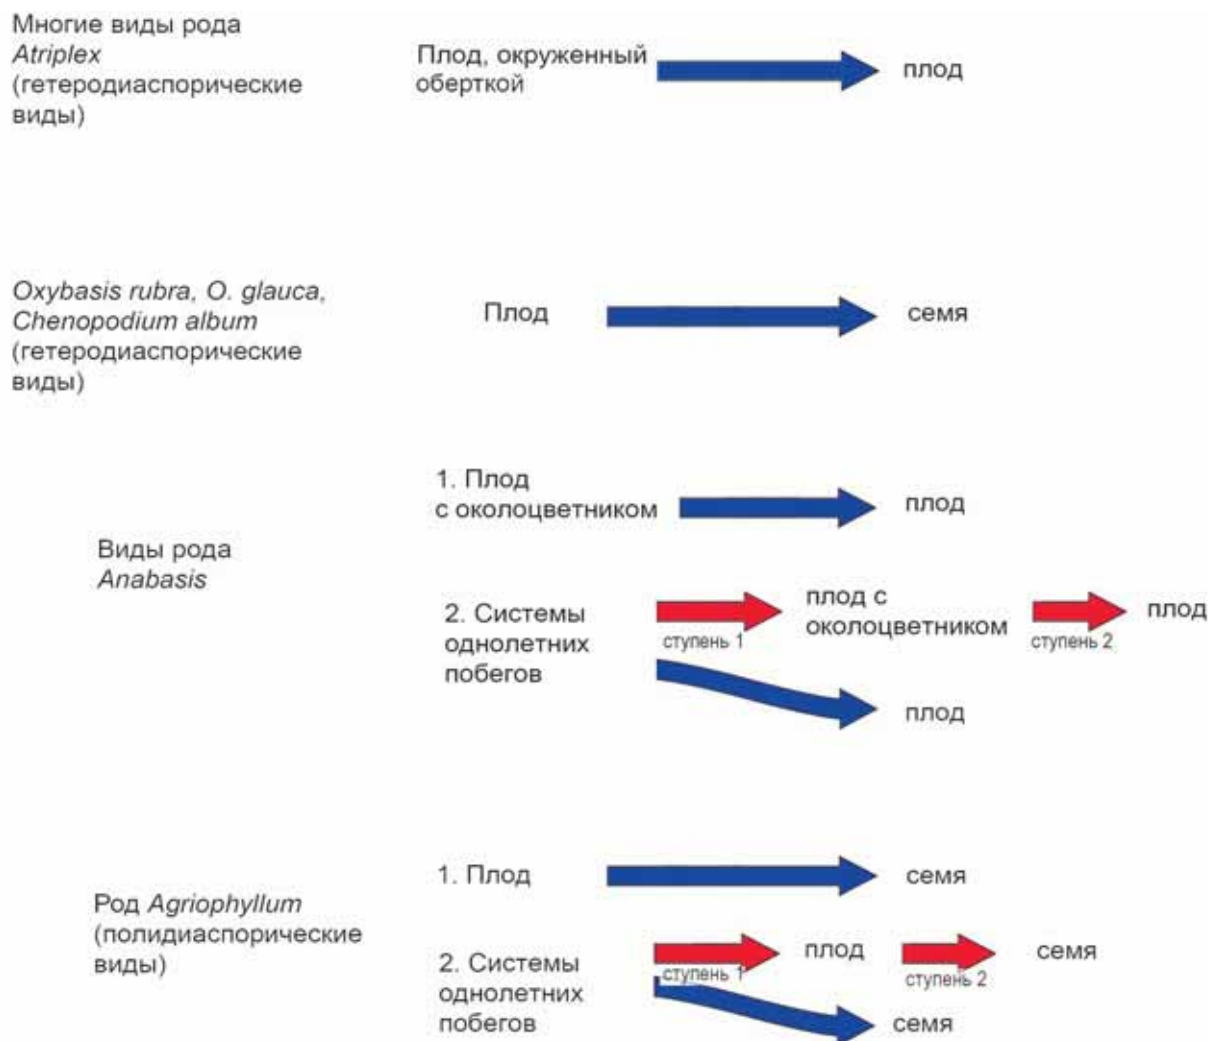 Многие виды рода
Atriplex
(гетеродиаспорические
виды)
Плод, окруженный
оберткой
плод
Oxybasis rubra, O. glauca,
Chenopodium album
(гетеродиаспорические
виды)
Плод
семя
Виды рода
Anabasis
1. Плод
с околоцветником
плод
2. Системы
однолетних
побегов
ступень 1
плод с
околоцветником
ступень 2
плод
плод
Род Agriophyllum
(полидиаспорические
виды)
1. Плод
семя
2. Системы
однолетних
побегов
ступень 1
плод
ступень 2
семя
семя